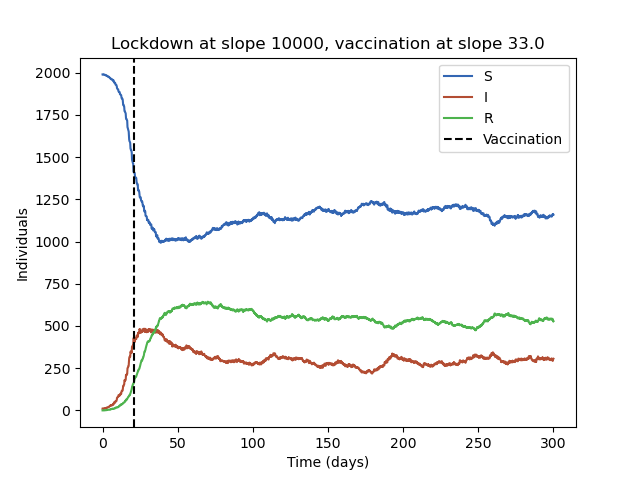 Lockdown at slope 10000, vaccination at slope 33.0
S
I
R
Vaccination
Individuals
2000
1750
1500
1250
1000
750
500
250
0
0 50 100 150 200 250 300
Time (days)